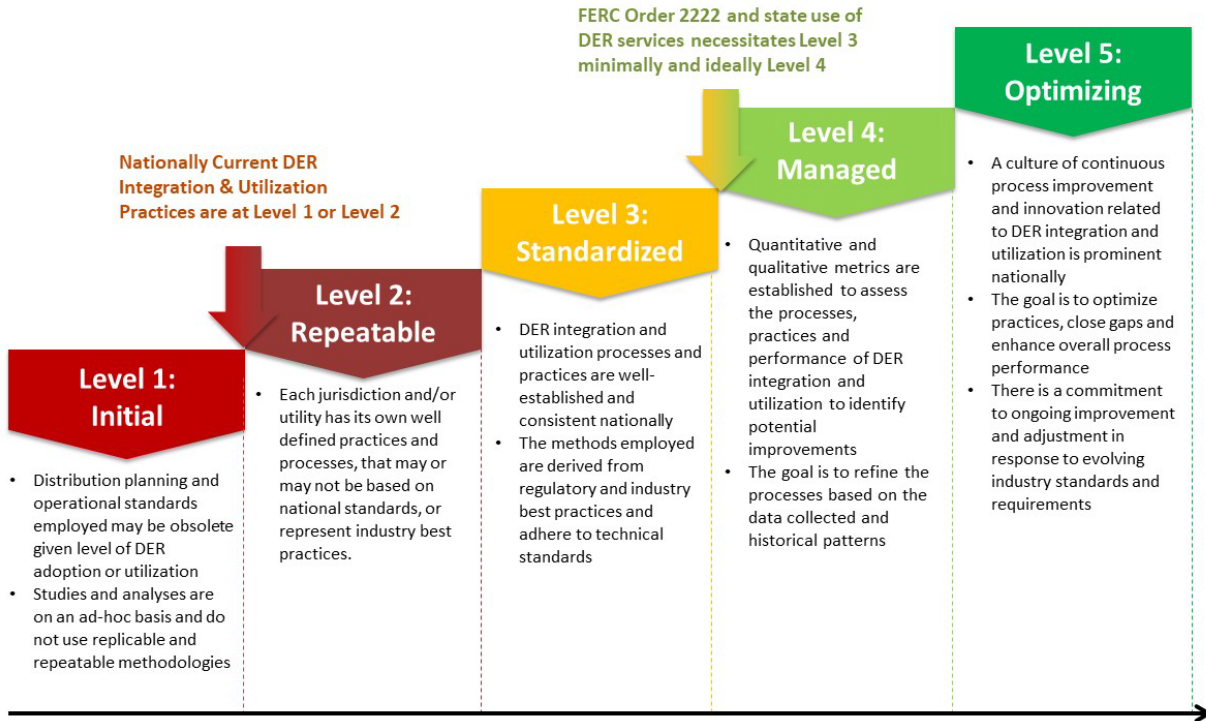 FERC Order 2222 and state use of
DER services necessitates Level 3
minimally and ideally Level 4
Nationally Current DER
Integration & Utilization
Practices are at Level 1 or Level 2
Level 1:
Initial
• Distribution planning and
operational standards
employed may be obsolete
given level of DER
adoption or utilization
• Studies and analyses are
on an ad-hoc basis and do
not use replicable and
repeatable methodologies
Level 2:
Repeatable
• Each jurisdiction and/or
utility has its own well
defined practices and
processes, that may or
may not be based on
national standards, or
represent industry best
practices.
Level 3:
Standardized
• DER integration and
utilization processes and
practices are well-
established and
consistent nationally
• The methods employed
are derived from
regulatory and industry
best practices and
adhere to technical
standards
Level 4:
Managed
• Quantitative and
qualitative metrics are
established to assess
the processes,
practices and
performance of DER
integration and
utilization to identify
potential
improvements
• The goal is to refine the
processes based on the
data collected and
historical patterns
Level 5:
Optimizing
• A culture of continuous
process improvement
and innovation related
to DER integration and
utilization is prominent
nationally
• The goal is to optimize
practices, close gaps and
enhance overall process
performance
• There is a commitment
to ongoing improvement
and adjustment in
response to evolving
industry standards and
requirements